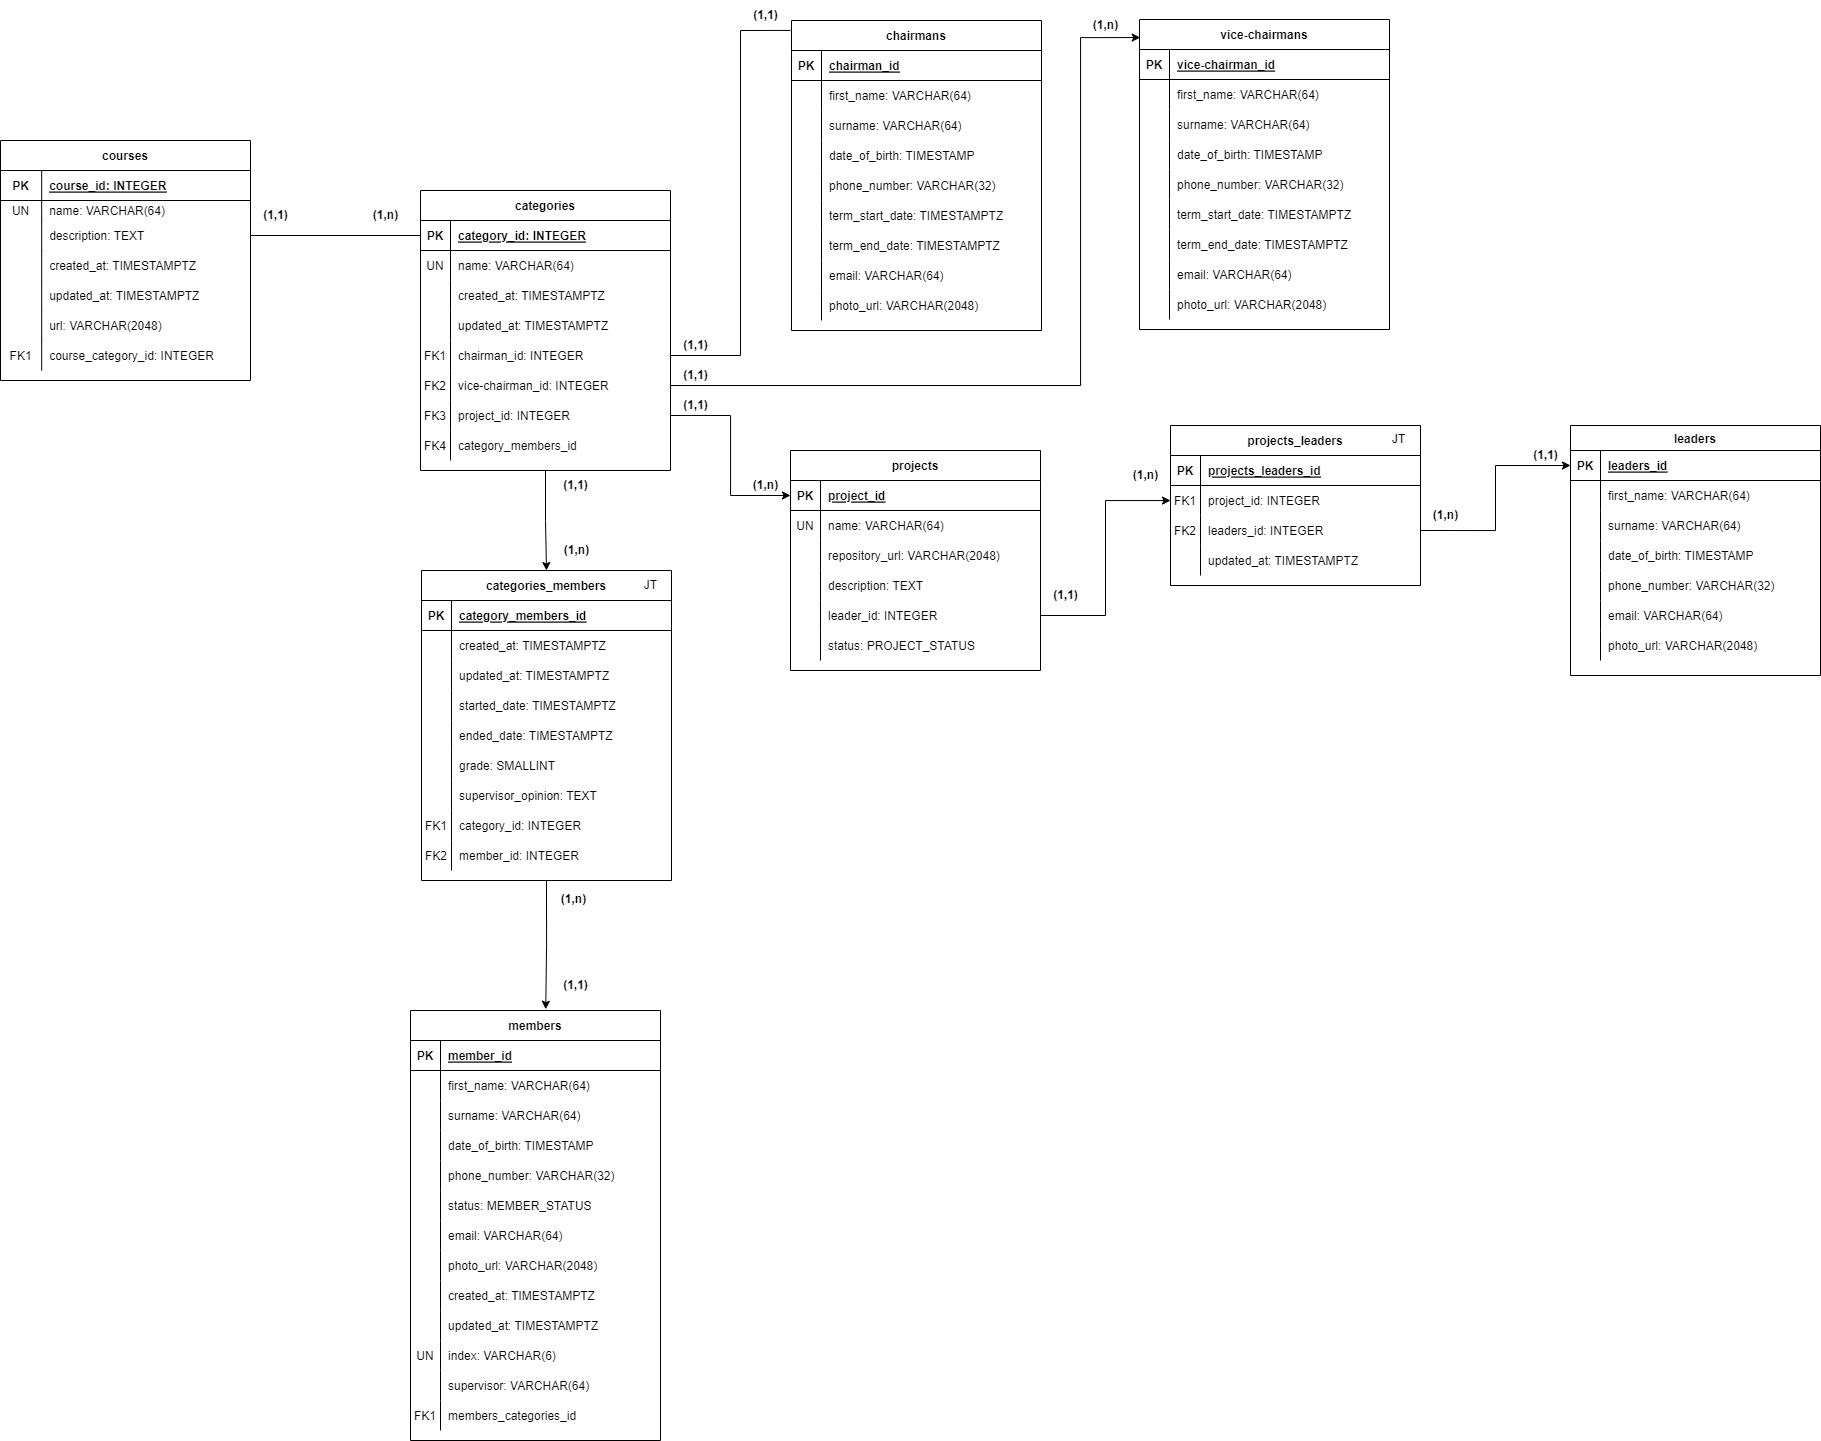 courses
PK course_id: INTEGER
UN name: VARCHAR(64)
description: TEXT
created_at: TIMESTAMPTZ
updated_at: TIMESTAMPTZ
url: VARCHAR(2048)
FK1 course_category_id: INTEGER
(1,1) (1,n)
categories
PK category_id: INTEGER
UN name: VARCHAR(64)
created_at: TIMESTAMPTZ
updated_at: TIMESTAMPTZ
FK1 chairman_id: INTEGER
FK2 vice-chairman_id: INTEGER
FK3 project_id: INTEGER
FK4 category_members_id
(1,1)
(1,1)
(1,1)
(1,1)
chairmans
PK chairman_id
first_name: VARCHAR(64)
surname: VARCHAR(64)
date_of_birth: TIMESTAMP
phone_number: VARCHAR(32)
term_start_date: TIMESTAMPTZ
term_end_date: TIMESTAMPTZ
email: VARCHAR(64)
photo_url: VARCHAR(2048)
(1,n)
vice-chairmans
PK vice-chairman_id
first_name: VARCHAR(64)
surname: VARCHAR(64)
date_of_birth: TIMESTAMP
phone_number: VARCHAR(32)
term_start_date: TIMESTAMPTZ
term_end_date: TIMESTAMPTZ
email: VARCHAR(64)
photo_url: VARCHAR(2048)
(1,n)
projects
PK project_id
UN name: VARCHAR(64)
repository_url: VARCHAR(2048)
description: TEXT
leader_id: INTEGER
status: PROJECT_STATUS
(1,1)
(1,n)
projects_leaders JT
PK projects_leaders_id
FK1 project_id: INTEGER
FK2 leaders_id: INTEGER
updated_at: TIMESTAMPTZ
(1,n)
(1,1)
leaders
PK leaders_id
first_name: VARCHAR(64)
surname: VARCHAR(64)
date_of_birth: TIMESTAMP
phone_number: VARCHAR(32)
email: VARCHAR(64)
photo_url: VARCHAR(2048)
(1,1)
(1,n)
categories_members JT
PK category_members_id
created_at: TIMESTAMPTZ
updated_at: TIMESTAMPTZ
started_date: TIMESTAMPTZ
ended_date: TIMESTAMPTZ
grade: SMALLINT
supervisor_opinion: TEXT
FK1 category_id: INTEGER
FK2 member_id: INTEGER
(1,n)
(1,1)
members
PK member_id
first_name: VARCHAR(64)
surname: VARCHAR(64)
date_of_birth: TIMESTAMP
phone_number: VARCHAR(32)
status: MEMBER_STATUS
email: VARCHAR(64)
photo_url: VARCHAR(2048)
created_at: TIMESTAMPTZ
updated_at: TIMESTAMPTZ
UN index: VARCHAR(6)
supervisor: VARCHAR(64)
FK1 members_categories_id